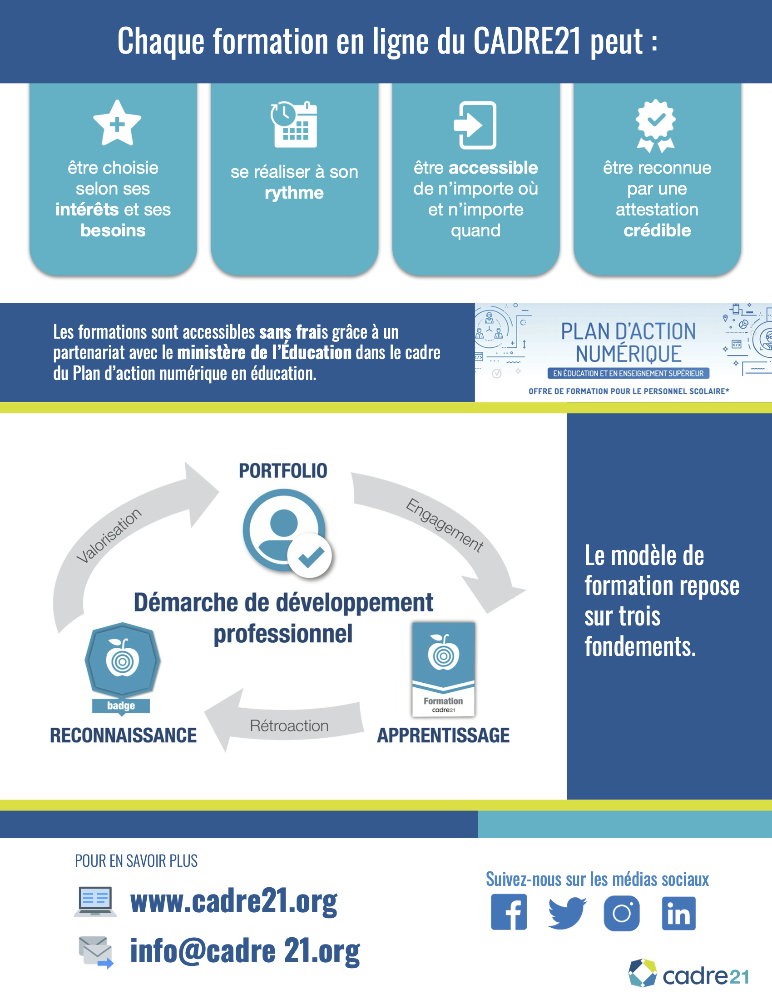 Chaque formation en ligne du CADRE21 peut :
être choisie
selon ses
intérêts et ses
besoins
se réaliser à son
rythme
être accessible
de n'importe où
et n'importe
quand
être reconnue
par une
attestation
crédible
Les formations sont accessibles sans frais grâce à un
partenariat avec le ministère de l'Éducation dans le cadre
du Plan d'action numérique en éducation.
PLAN D'ACTION
NUMÉRIQUE
EN ÉDUCATION ET EN ENSEIGNEMENT SUPÉRIEUR
OFFRE DE FORMATION POUR LE PERSONNEL SCOLAIRE*
PORTFOLIO
Valorisation
Engagement
Démarche de développement
professionnel
badge
RECONNAISSANCE
Rétroaction
Formation
cadre21
APPRENTISSAGE
Le modèle de
formation repose
sur trois
fondements.
POUR EN SAVOIR PLUS
www.cadre21.org
info@cadre 21.org
Suivez-nous sur les médias sociaux
cadre21